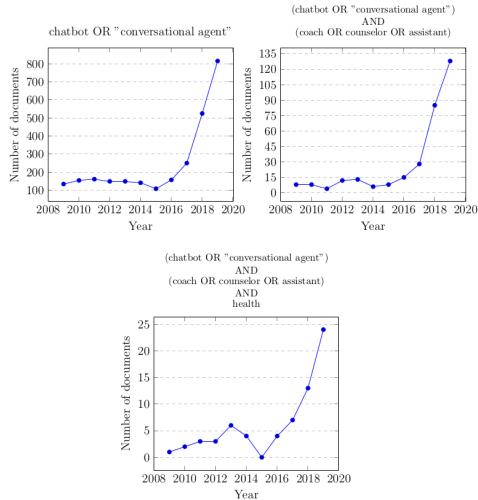 chatbot OR "conversational agent"
Number of documents
800
700
600
500
400
300
200
100
2008 2010 2012 2014 2016 2018 2020
Year
(chatbot OR "conversational agent")
AND
(coach OR counselor OR assistant)
Number of documents
135
120
105
90
75
60
45
30
15
0
2008 2010 2012 2014 2016 2018 2020
Year
(chatbot OR "conversational agent")
AND
(coach OR counselor OR assistant)
AND
health
Number of documents
25
20
15
10
5
0
2008 2010 2012 2014 2016 2018 2020
Year